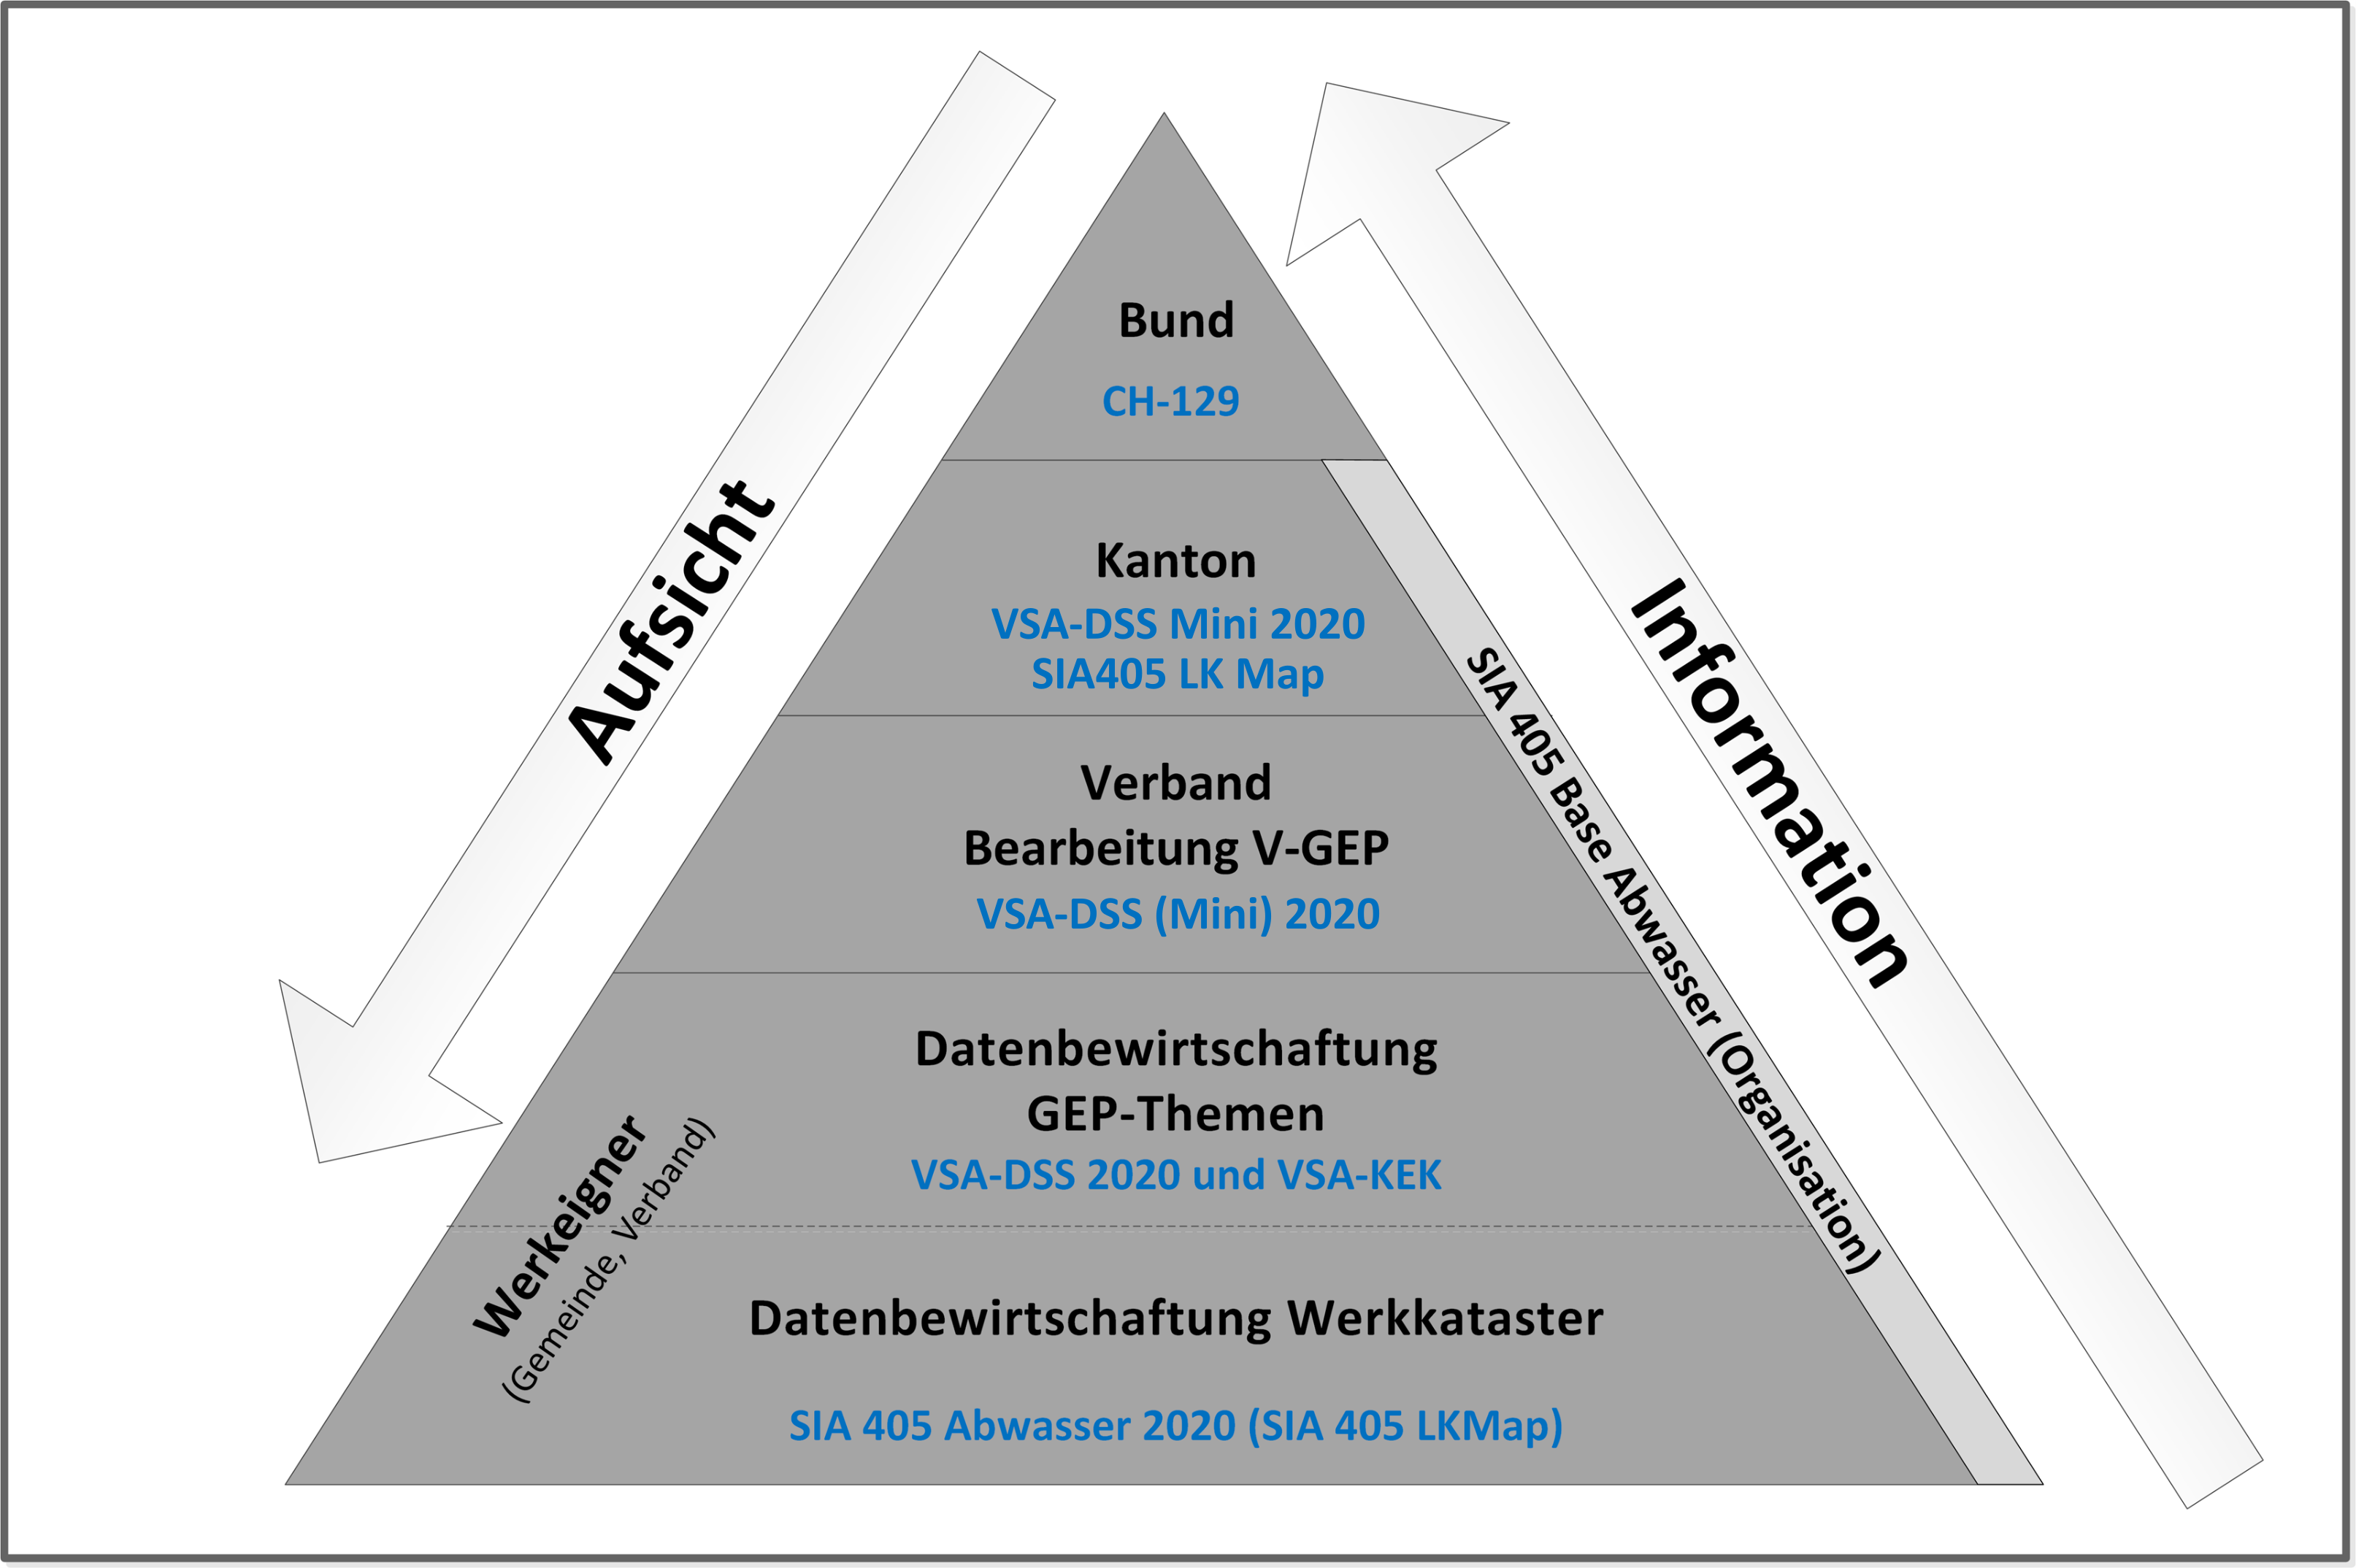 Bund
CH-129
Kanton
VSA-DSS Mini 2020
SIA405 LK Map
Verband
Bearbeitung V-GEP
VSA-DSS (Mini) 2020
Datenbewirtschaftung
GEP-Themen
VSA-DSS 2020 und VSA-KEK
Datenbewirtschaftung Werkkataster
SIA 405 Abwasser 2020 (SIA 405 LKMap)
Aufsicht
Werkeigner
(Gemeinde, Verband)
SIA 405 Base Abwasser (Organisation)
Information